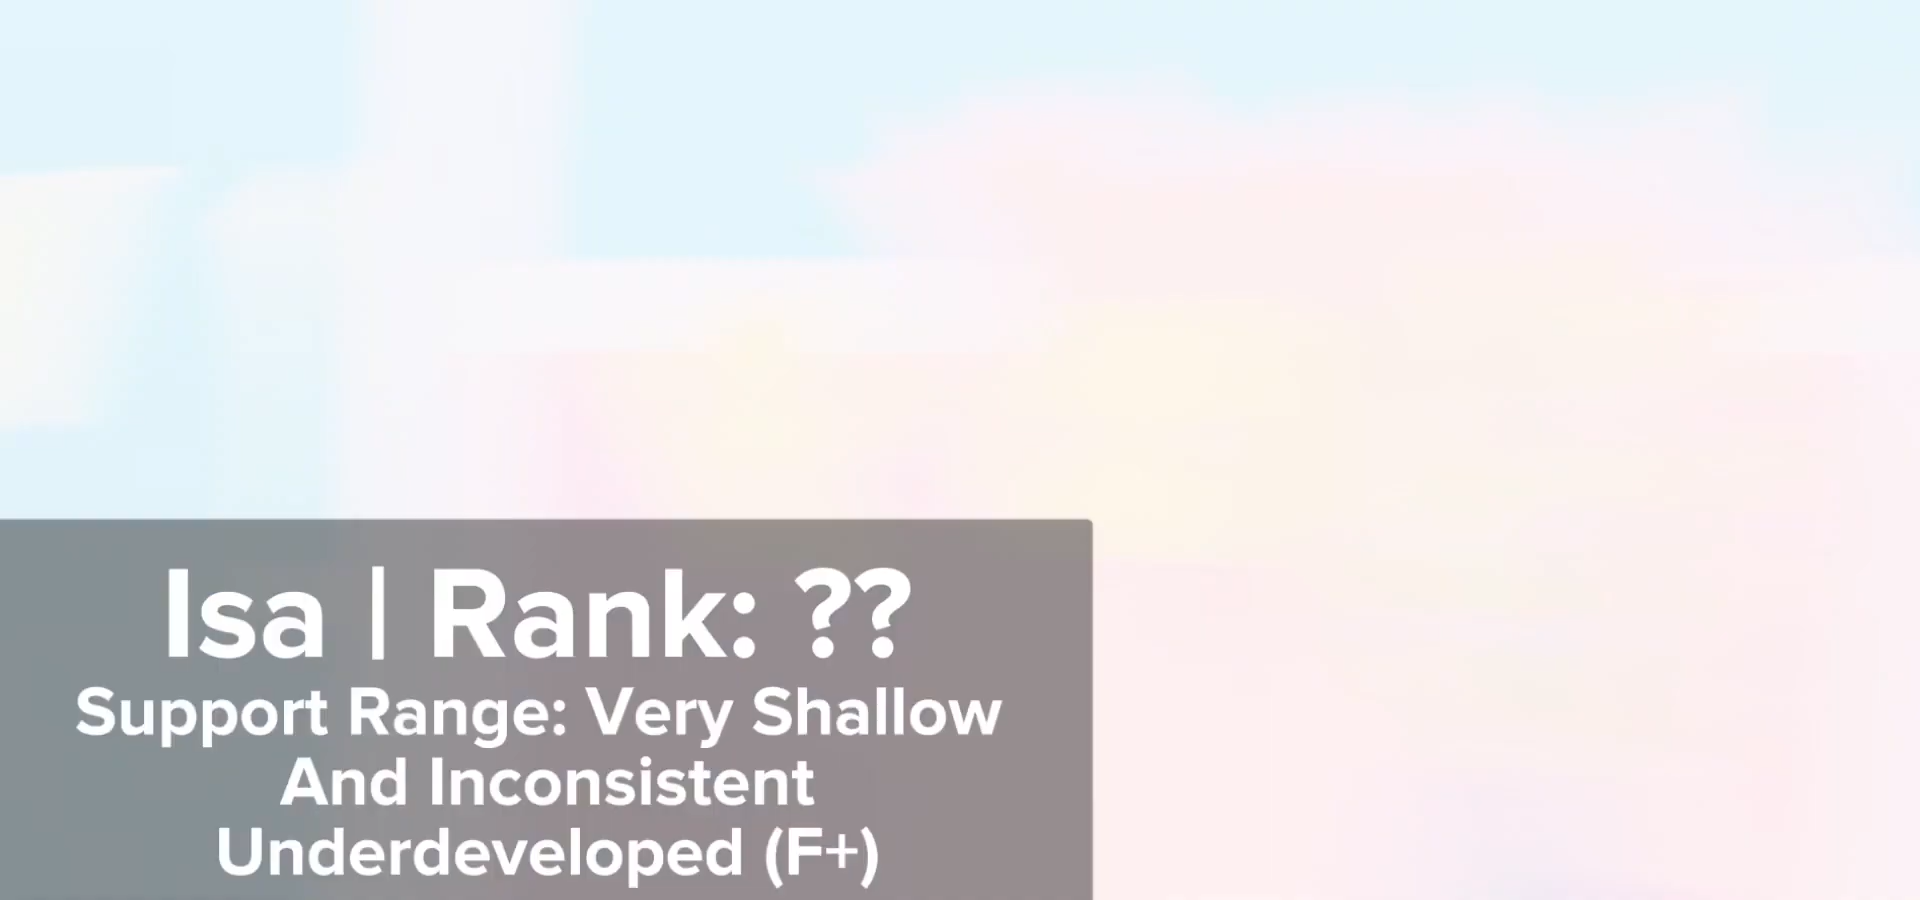 Isa | Rank: ??
Support Range: Very Shallow
And Inconsistent
Underdeveloped (F+)